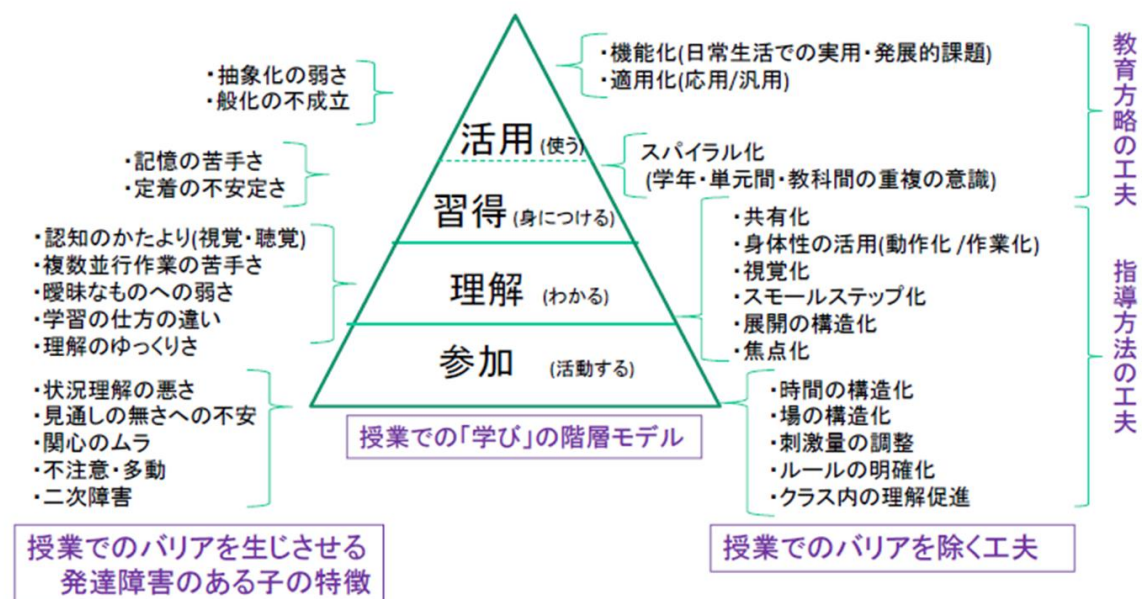 ・抽象化の弱さ
・般化の不成立
・機能化(日常生活での実用・発展的課題)
・適用化(応用/汎用)
教育方略の工夫
活用(使う)
・記憶の苦手さ
・定着の不安定さ
スパイラル化
(学年・単元間・教科間の重複の意識)
習得(身につける)
・認知のかたより(視覚・聴覚)
・複数並行作業の苦手さ
・曖昧なものへの弱さ
・学習の仕方の違い
・理解のゆっくりさ
理解 (わかる)
・共有化
・身体性の活用(動作化/作業化)
・視覚化
・スモールステップ化
・展開の構造化
・焦点化
指導方法の工夫
参加 (活動する)
・状況理解の悪さ
・見通しの無さへの不安
・関心のムラ
・不注意・多動
・二次障害
・時間の構造化
・場の構造化
・刺激量の調整
・ルールの明確化
・クラス内の理解促進
授業での「学び」の階層モデル
授業でのバリアを生じさせる
発達障害のある子の特徴
授業でのバリアを除く工夫